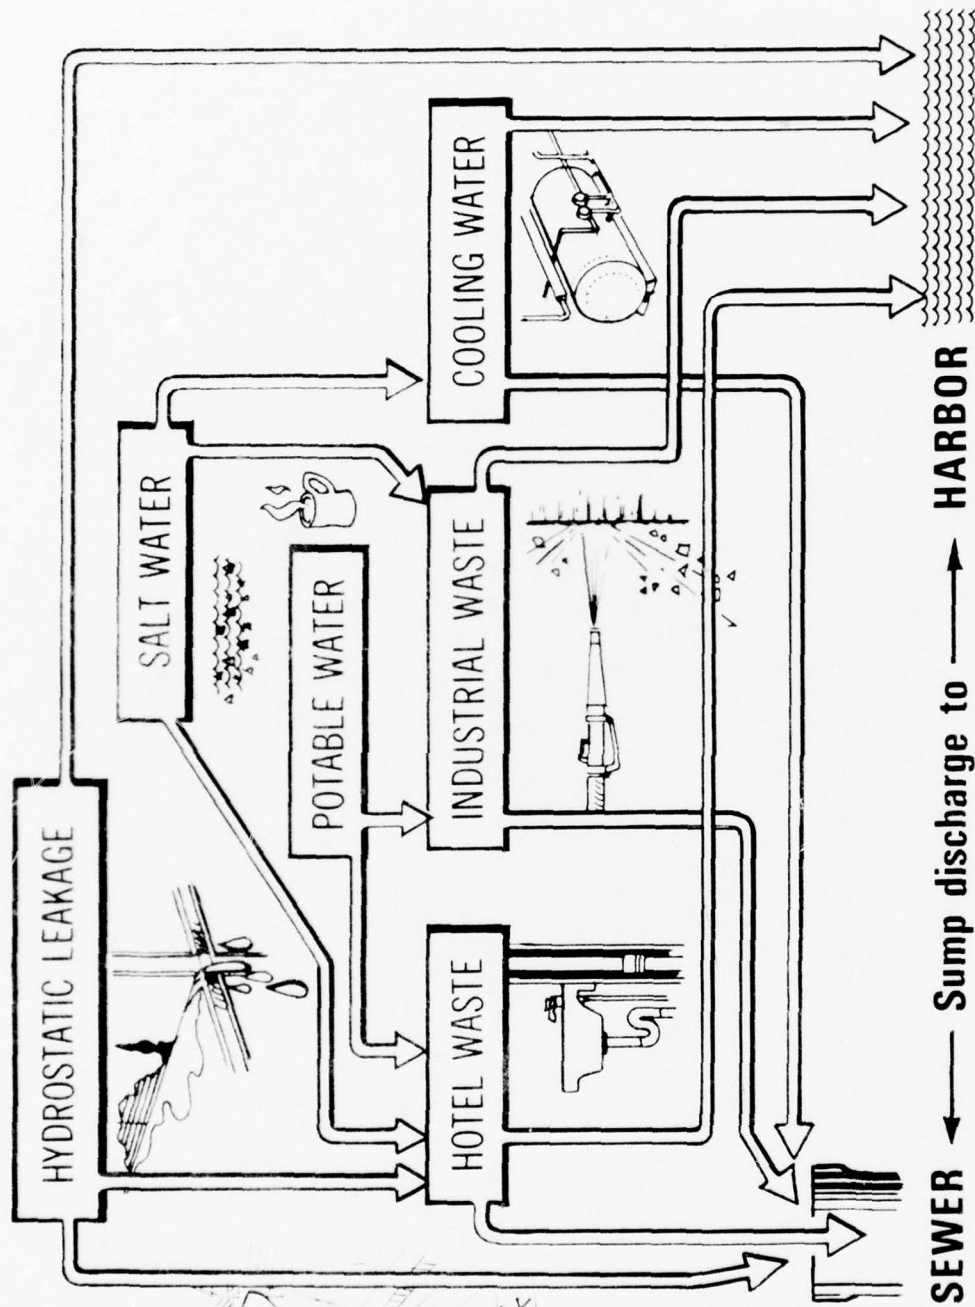 HYDROSTATIC LEAKAGE
SALT WATER
POTABLE WATER
HOTEL WASTE
INDUSTRIAL WASTE
COOLING WATER
SEWER ← Sump discharge to → HARBOR